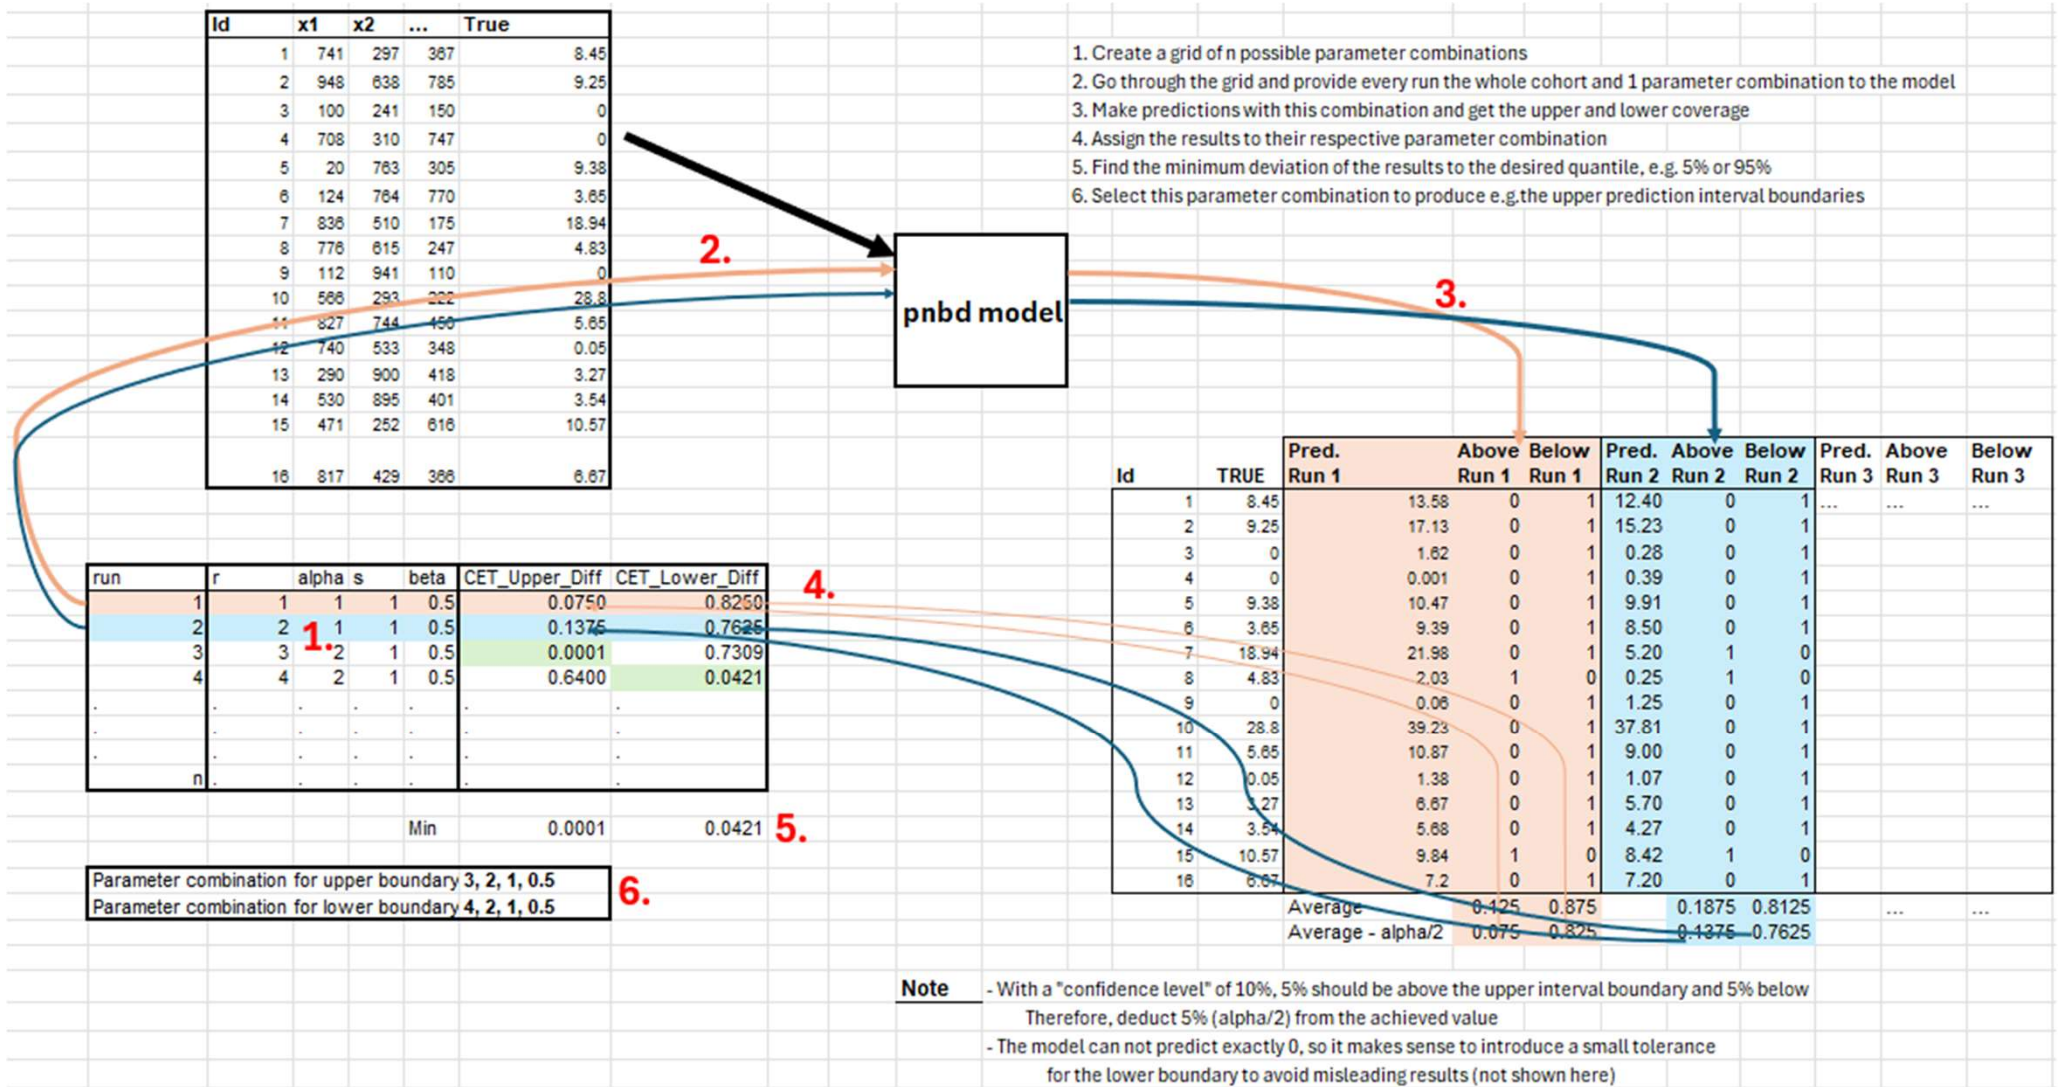 Id x1 x2 ... True
1 741 297 367 8.45
2 948 638 785 9.25
3 100 241 150 0
4 708 310 747 0
5 20 763 305 9.38
6 124 764 770 3.65
7 836 510 175 18.94
8 776 615 247 4.83
9 112 941 110 0
10 566 293 222 28.8
11 827 744 450 5.65
12 740 533 348 0.05
13 290 900 418 3.27
14 530 895 401 3.54
15 471 252 616 10.57
16 817 429 366 6.67
1. Create a grid of n possible parameter combinations
2. Go through the grid and provide every run the whole cohort and 1 parameter combination to the model
3. Make predictions with this combination and get the upper and lower coverage
4. Assign the results to their respective parameter combination
5. Find the minimum deviation of the results to the desired quantile, e.g. 5% or 95%
6. Select this parameter combination to produce e.g.the upper prediction interval boundaries
2.
pnbd model
3.
Pred. Above Below Pred. Above Below Pred. Above Below
Id TRUE Run 1 Run 1 Run 1 Run 2 Run 2 Run 2 Run 3 Run 3 Run 3
1 8.45 13.58 0 1 12.40 0 1 ... ... ...
2 9.25 17.13 0 1 15.23 0 1
3 0 1.62 0 1 0.28 0 1
4 0 0.001 0 1 0.39 0 1
5 9.38 10.47 0 1 9.91 0 1
6 3.65 9.39 0 1 8.50 0 1
7 18.94 21.98 0 1 5.20 1 0
8 4.83 2.03 1 0 0.25 1 0
9 0 0.06 0 1 1.25 0 1
10 28.8 39.23 0 1 37.81 0 1
11 5.65 10.87 0 1 9.00 0 1
12 0.05 1.38 0 1 1.07 0 1
13 3.27 6.67 0 1 5.70 0 1
14 3.54 5.68 0 1 4.27 0 1
15 10.57 9.84 1 0 8.42 1 0
16 6.67 7.2 0 1 7.20 0 1
Average 0.125 0.875 0.1875 0.8125 ... ...
Average - alpha/2 0.075 0.825 0.1375 0.7625
run r alpha s beta CET_Upper_Diff CET_Lower_Diff
1 1 1 1 0.5 0.0750 0.8250
2 2 1 1 0.5 0.1375 0.7625
3 3 2 1 0.5 0.0001 0.7309
4 4 2 1 0.5 0.6400 0.0421
. . . . . . .
. . . . . . .
. . . . . . .
n . . . . . .
1.
4.
Min 0.0001 0.0421
5.
Parameter combination for upper boundary 3, 2, 1, 0.5
Parameter combination for lower boundary 4, 2, 1, 0.5
6.
Note - With a "confidence level" of 10%, 5% should be above the upper interval boundary and 5% below
Therefore, deduct 5% (alpha/2) from the achieved value
- The model can not predict exactly 0, so it makes sense to introduce a small tolerance
for the lower boundary to avoid misleading results (not shown here)